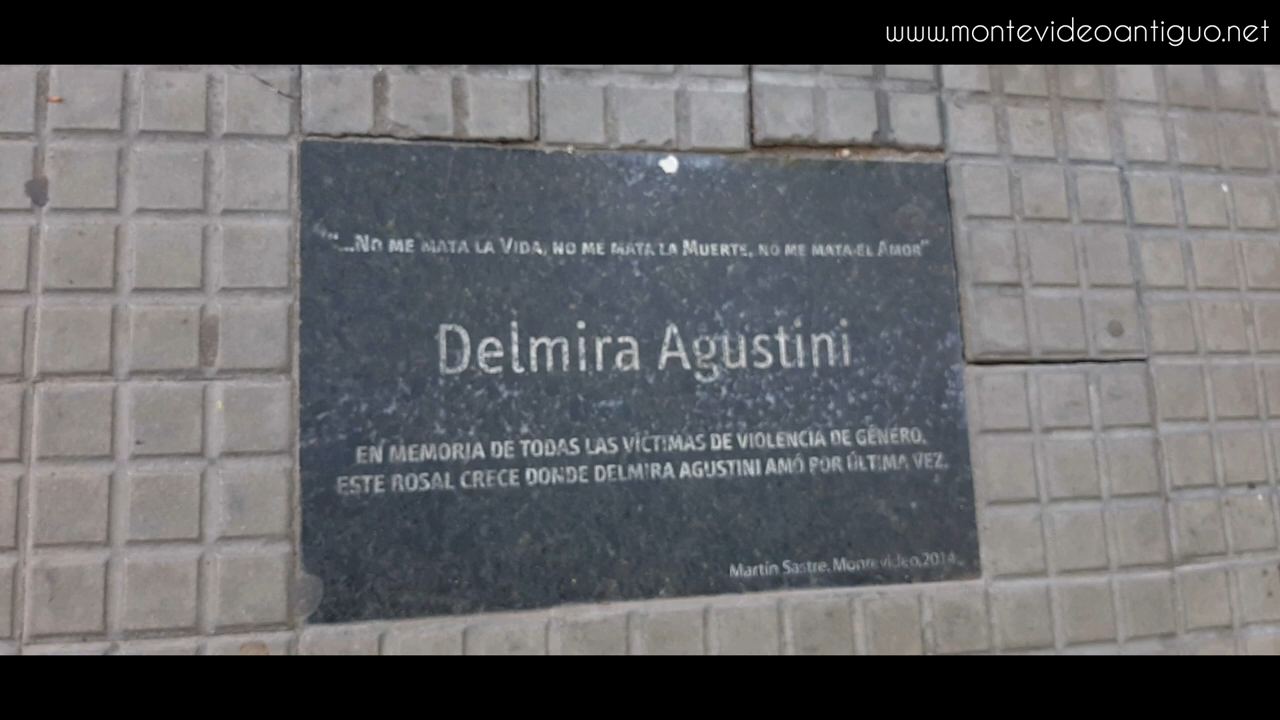 www.montevideoantiguo.net
"...No me mata la Vida, no me mata la Muerte, no me mata el Amor"
Delmira Agustini
EN MEMORIA DE TODAS LAS VÍCTIMAS DE VIOLENCIA DE GÉNERO.
ESTE ROSAL CRECE DONDE DELMIRA AGUSTINI AMÓ POR ÚLTIMA VEZ.
Martín Sastre. Montevideo,2014.